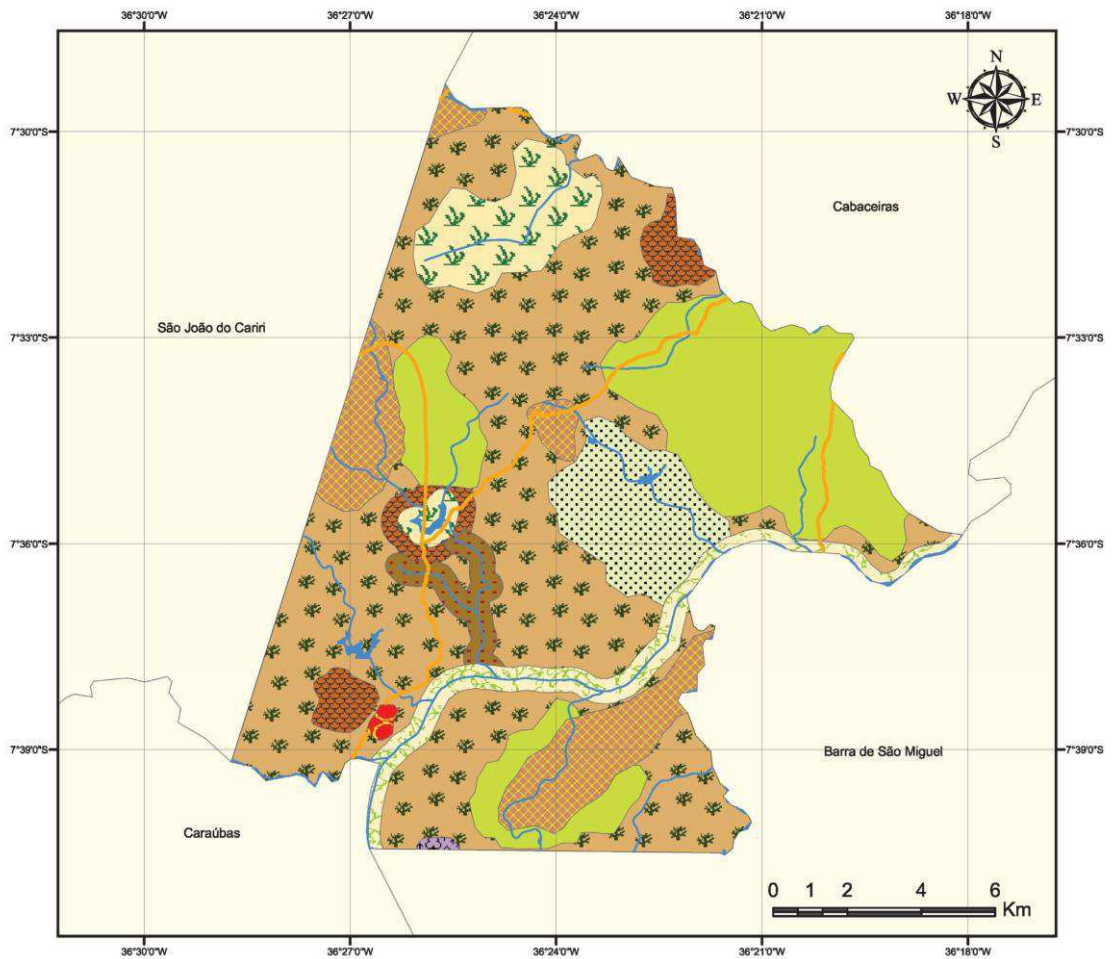 36°30'0"W 36°27'0"W 36°24'0"W 36°21'0"W 36°18'0"W
N
W E
S
7°30'0"S 7°30'0"S
Cabaceiras
São João do Cariri
7°33'0"S 7°33'0"S
7°36'0"S 7°36'0"S
7°39'0"S 7°39'0"S
Barra de São Miguel
Caraúbas
0 1 2 4 6
Km
36°30'0"W 36°27'0"W 36°24'0"W 36°21'0"W 36°18'0"W